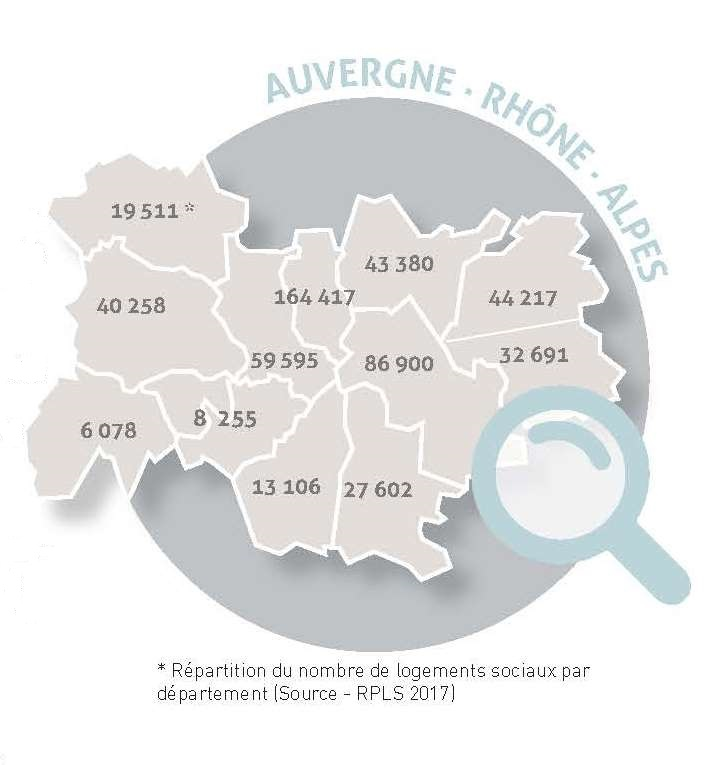 AUVERGNE · RHÔNE · ALPES
19 511 *
43 380
40 258
164 417
44 217
59 595
86 900
32 691
6 078
8 255
13 106
27 602
* Répartition du nombre de logements sociaux par
département (Source - RPLS 2017)